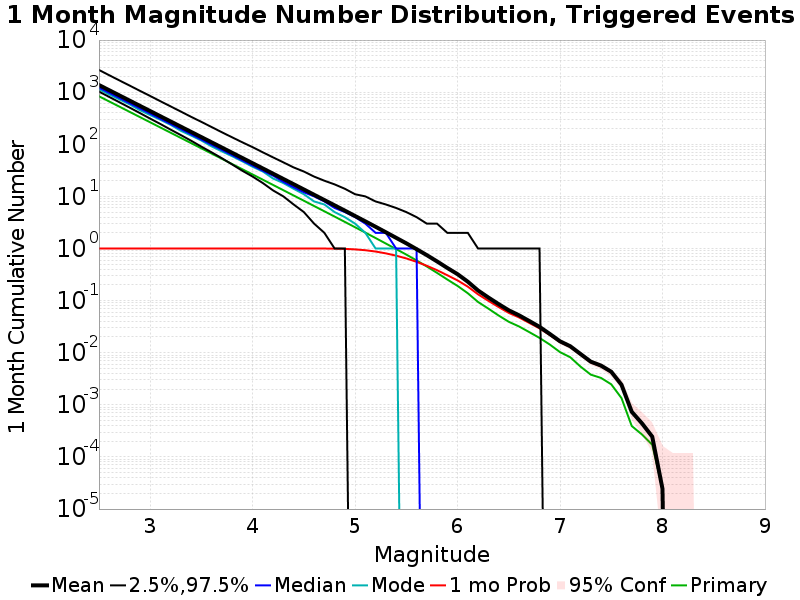 1 Month Magnitude Number Distribution, Triggered Events
10^4
10^3
10^2
10^1
10^0
10^-1
10^-2
10^-3
10^-4
10^-5
1 Month Cumulative Number
3 4 5 6 7 8 9
Magnitude
Mean 2.5%,97.5% Median Mode 1 mo Prob 95% Conf Primary